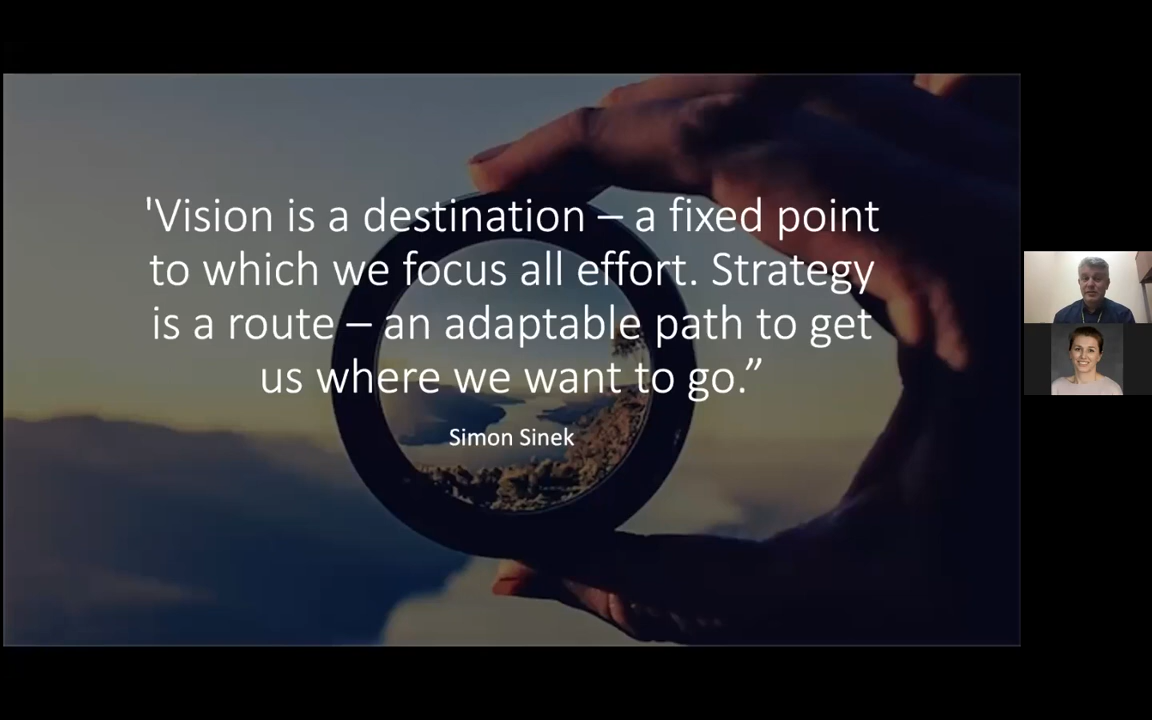 'Vision is a destination – a fixed point
to which we focus all effort. Strategy
is a route – an adaptable path to get
us where we want to go.”
Simon Sinek